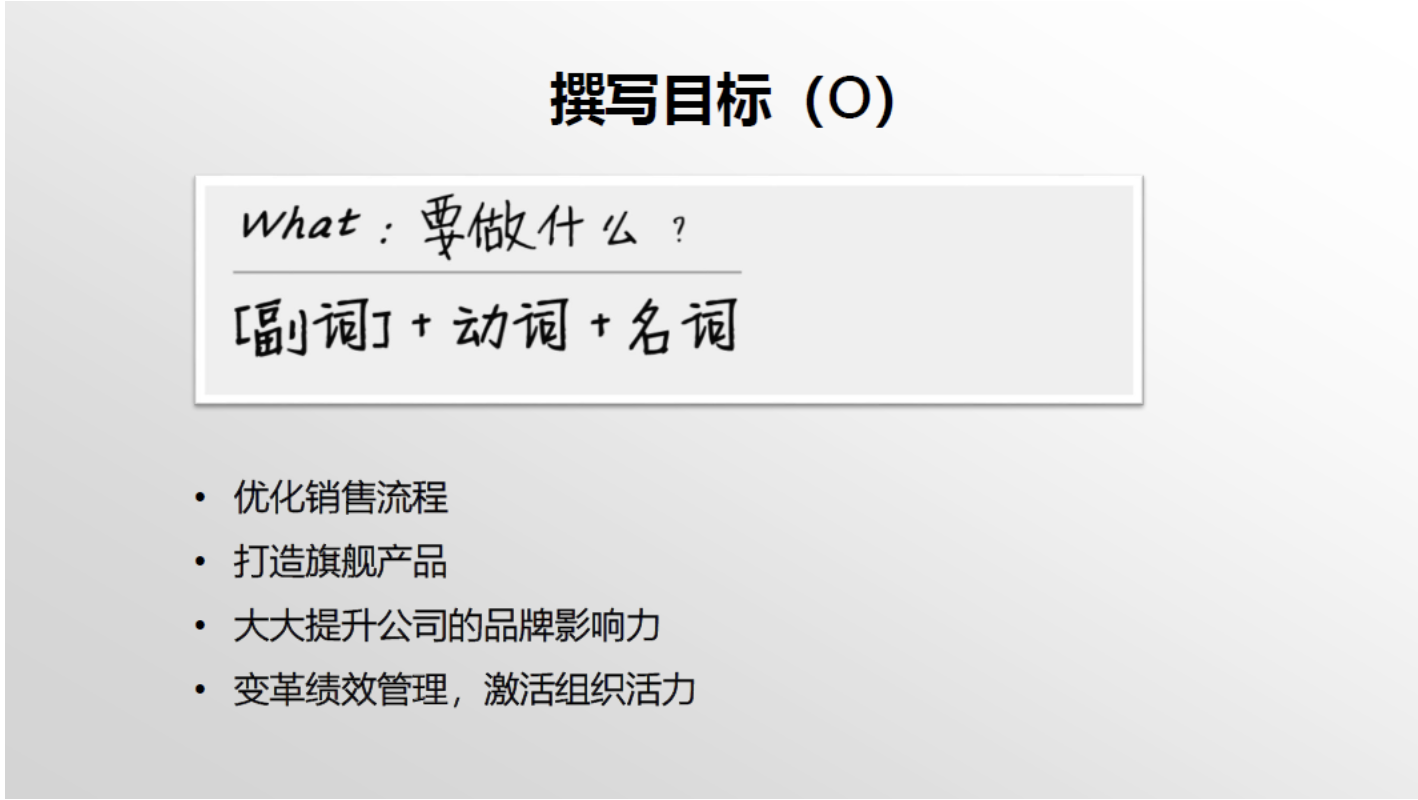 撰写目标（O）
What：要做什么？
[副词] + 动词 + 名词
• 优化销售流程
• 打造旗舰产品
• 大大提升公司的品牌影响力
• 变革绩效管理，激活组织活力